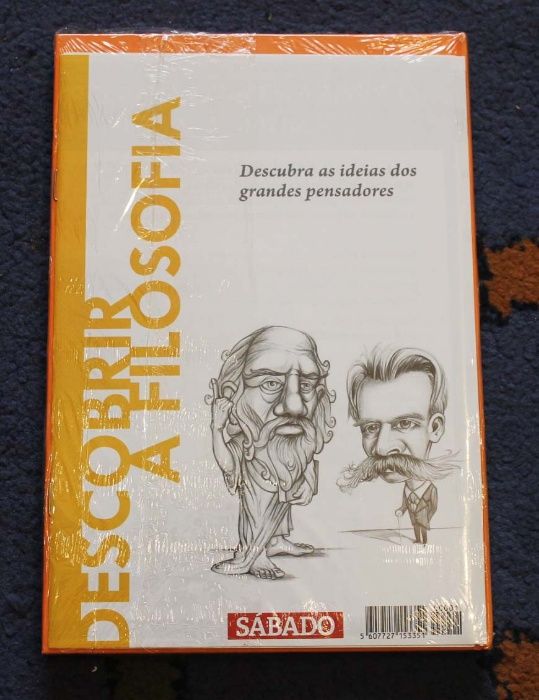 DESCOBRIR
A FILOSOFIA
Descubra as ideias dos
grandes pensadores
SÁBADO